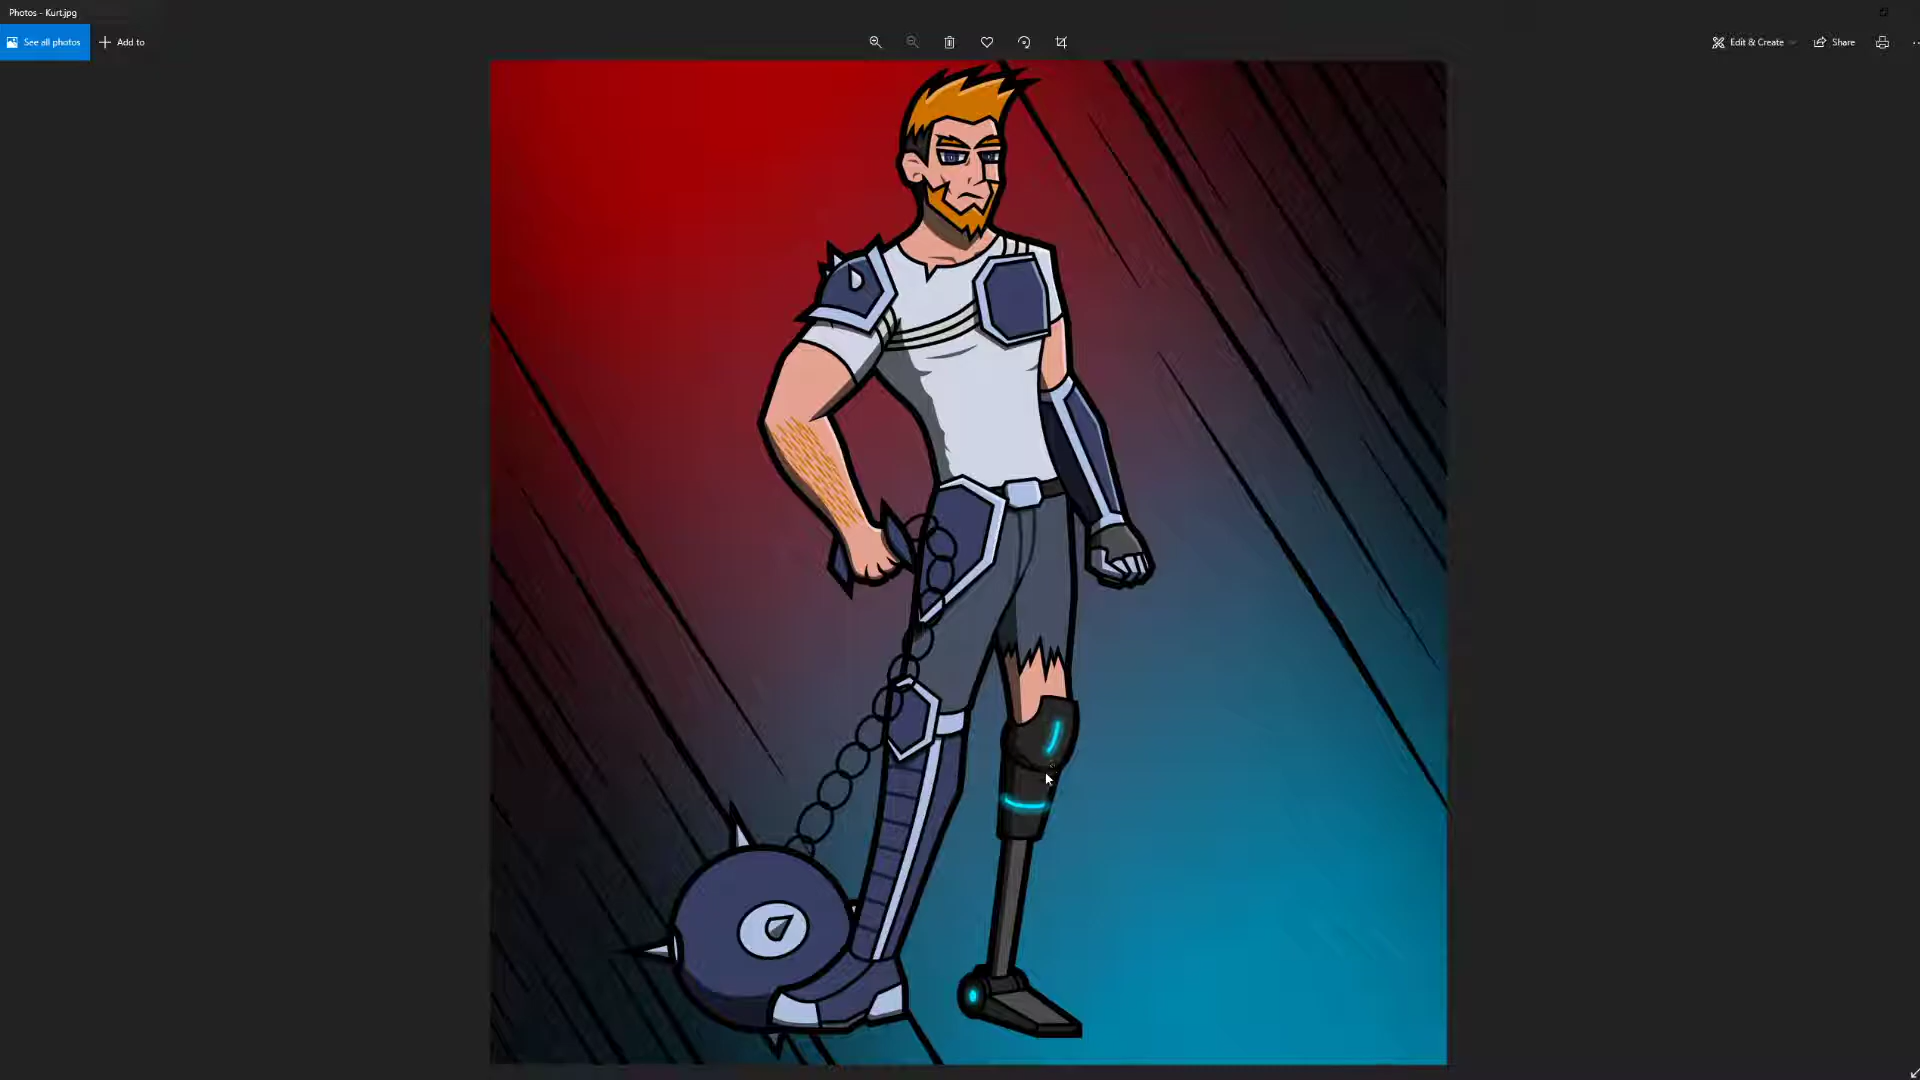 Photos - Kurt.jpg
See all photos
Add to
Edit & Create
Share